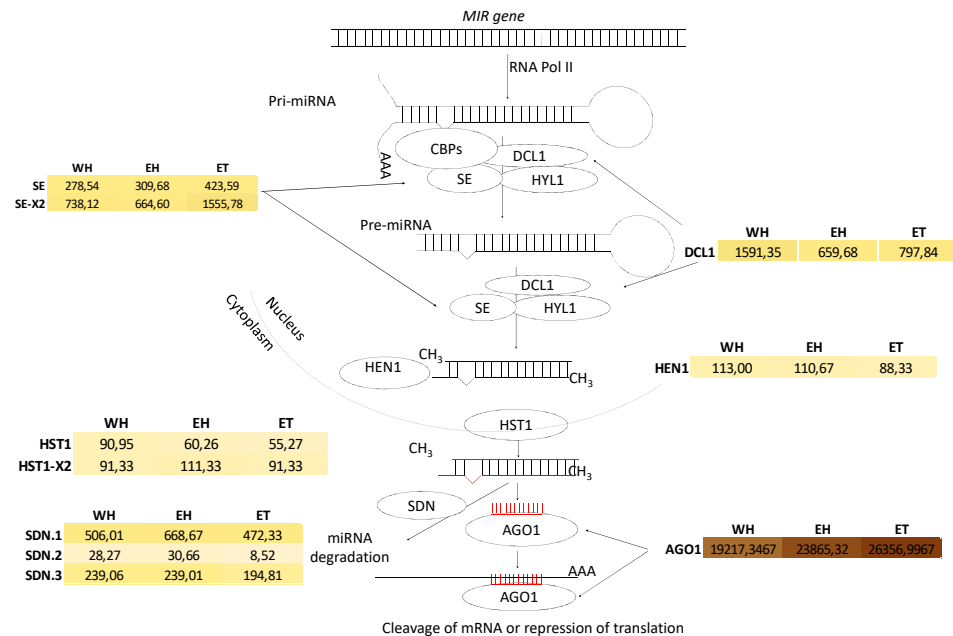 MIR gene
RNA Pol II
Pri-miRNA
CBPs
DCL1
AAA
SE
HYL1
WH EH ET
SE 278,54 309,68 423,59
SE-X2 738,12 664,60 1555,78
Pre-miRNA
WH EH ET
DCL1 1591,35 659,68 797,84
DCL1
SE
HYL1
Nucleus
Cytoplasm
CH3
HEN1
CH3
WH EH ET
HEN1 113,00 110,67 88,33
HST1
WH EH ET
HST1 90,95 60,26 55,27
HST1-X2 91,33 111,33 91,33
CH3
CH3
SDN
WH EH ET
SDN.1 506,01 668,67 472,33
SDN.2 28,27 30,66 8,52
SDN.3 239,06 239,01 194,81
miRNA
degradation
AGO1
WH EH ET
AGO1 19217,3467 23865,32 26356,9967
AAA
AGO1
Cleavage of mRNA or repression of translation